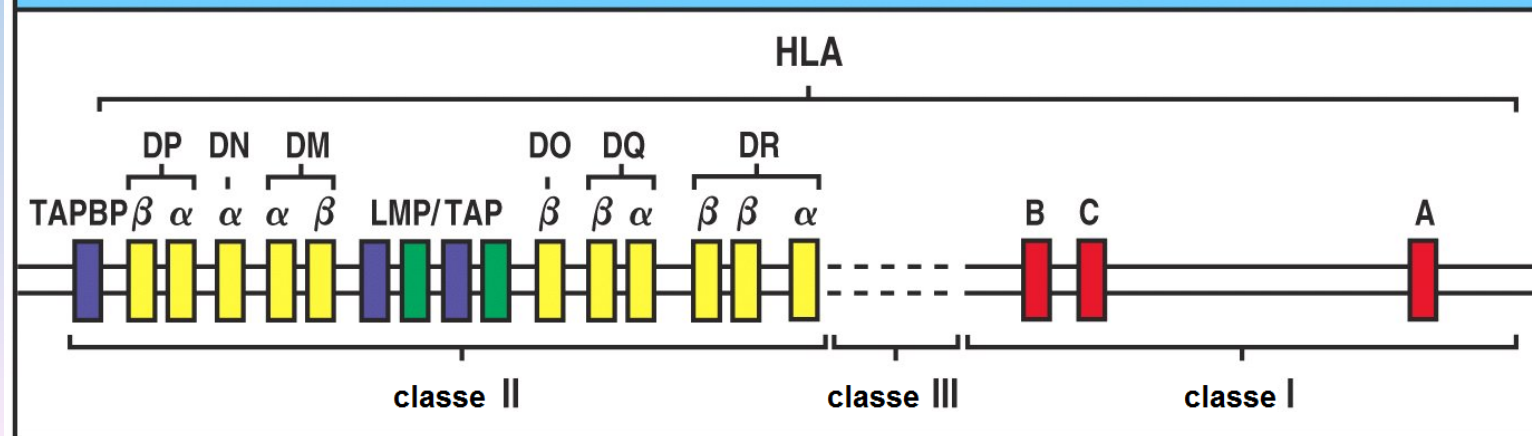 HLA
DP DN DM DO DQ DR
TAPBP β α α α β LMP/TAP β β α β β α B C A
classe II classe III classe I